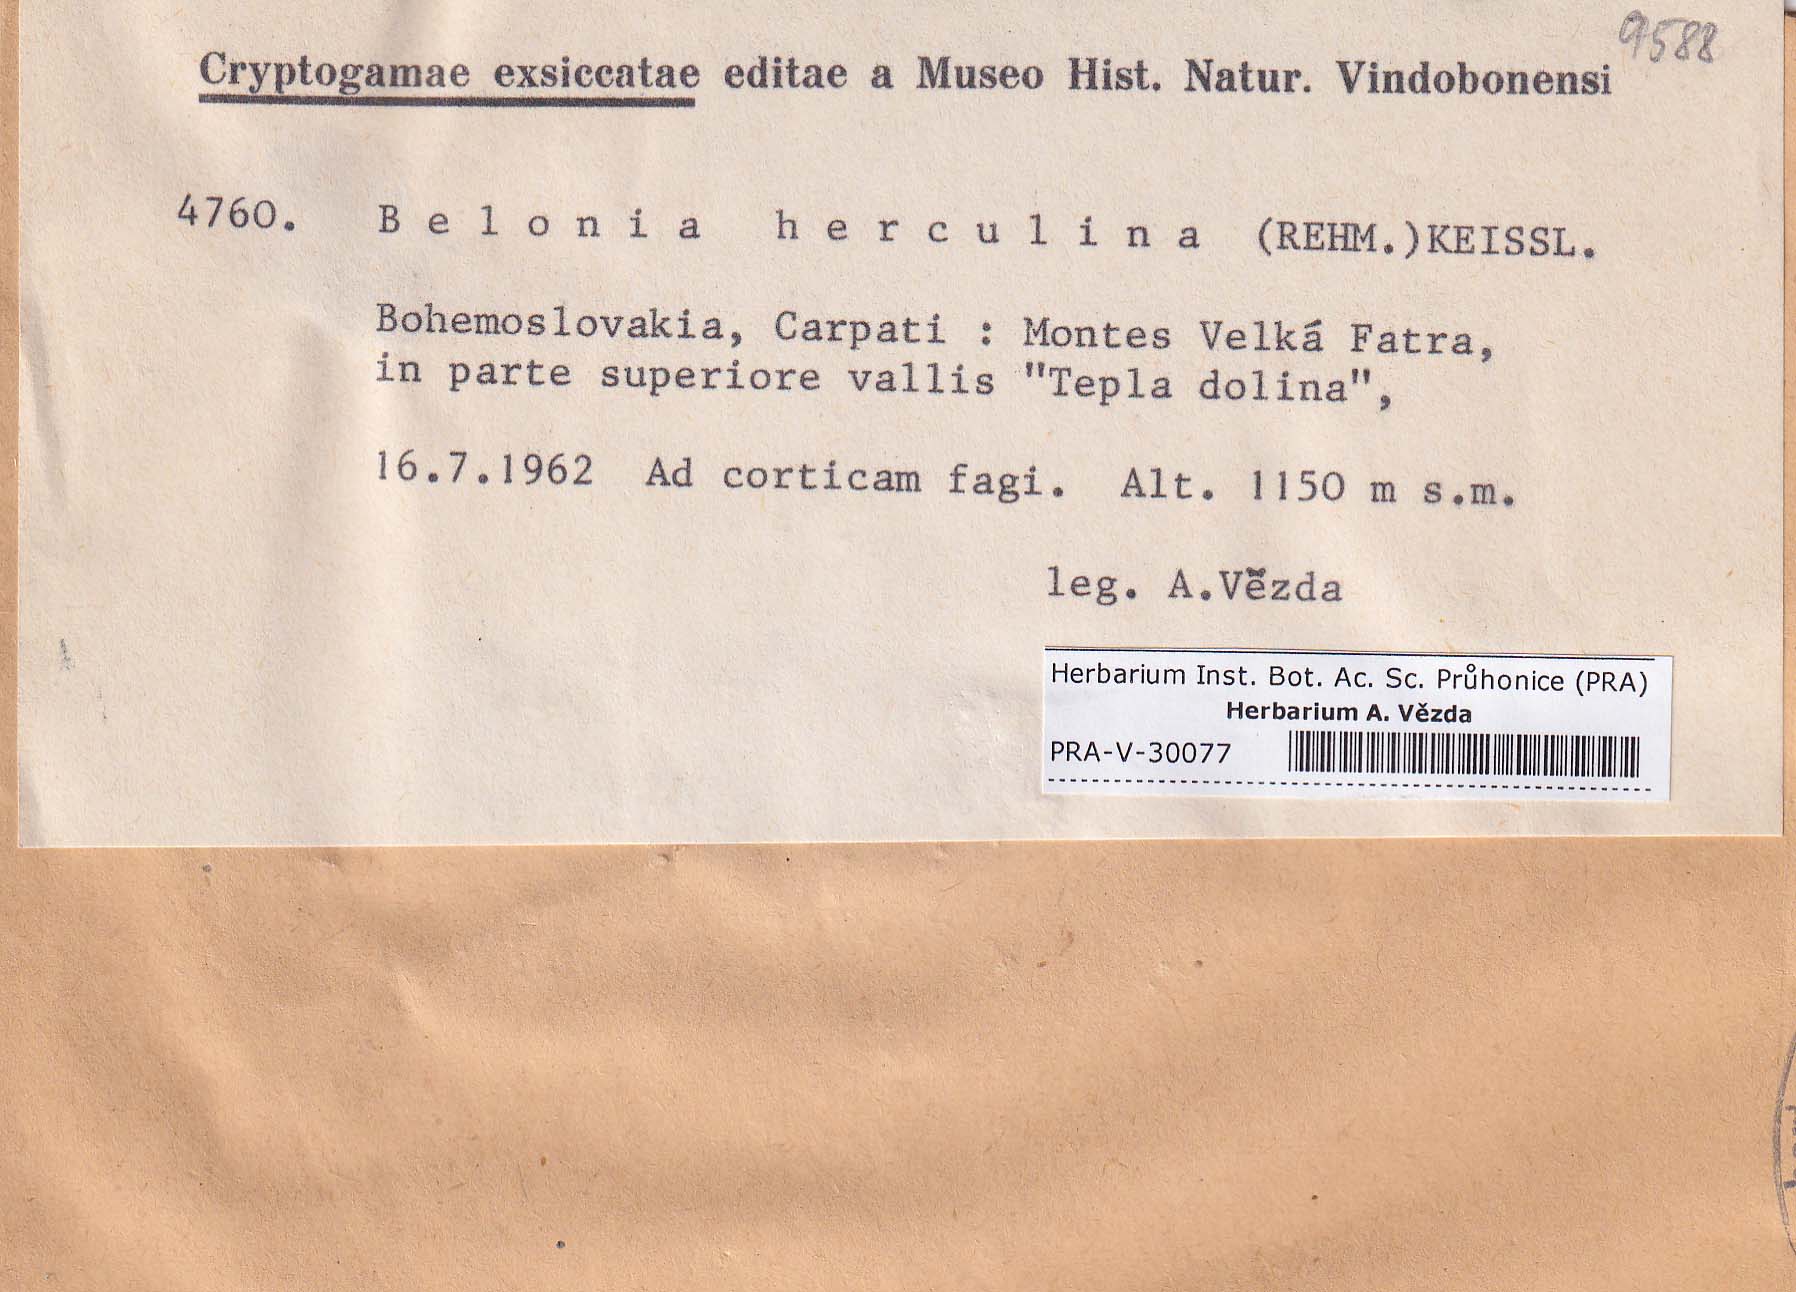 9588
Cryptogamae exsiccatae editae a Museo Hist. Natur. Vindobonensi
4760. Belonia herculina (REHM.)KEISSL.
Bohemoslovakia, Carpati : Montes Velká Fatra,
in parte superiore vallis "Tepla dolina",
16.7.1962 Ad corticam fagi. Alt. 1150 m s.m.
leg. A.Vězda
Herbarium Inst. Bot. Ac. Sc. Průhonice (PRA)
Herbarium A. Vězda
PRA-V-30077